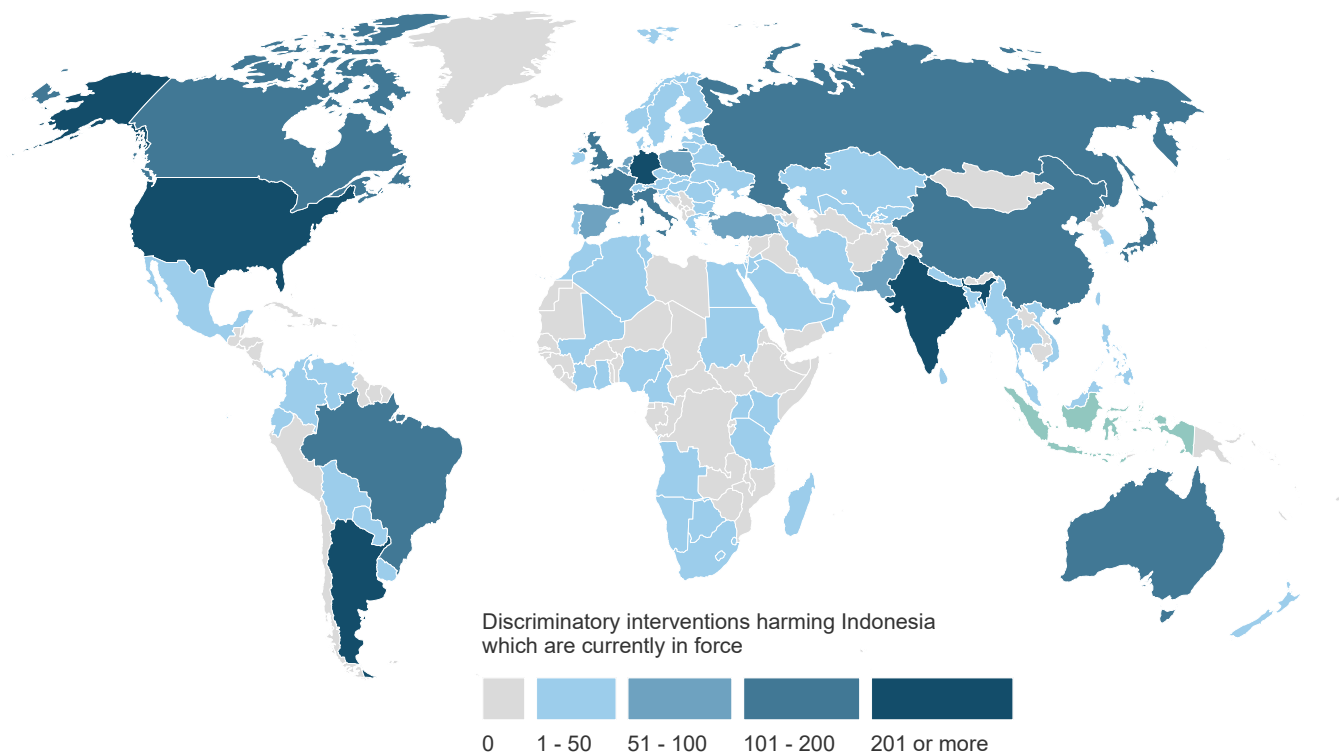 Discriminatory interventions harming Indonesia
which are currently in force
0 1 - 50 51 - 100 101 - 200 201 or more